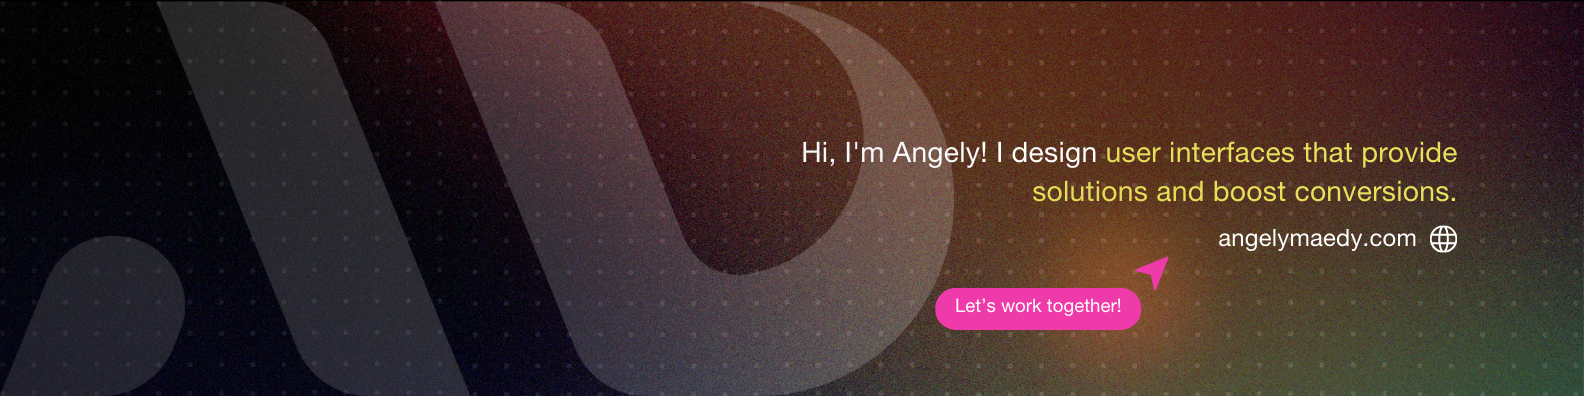 Hi, I'm Angely! I design user interfaces that provide
solutions and boost conversions.
angelymaedy.com
Let's work together!